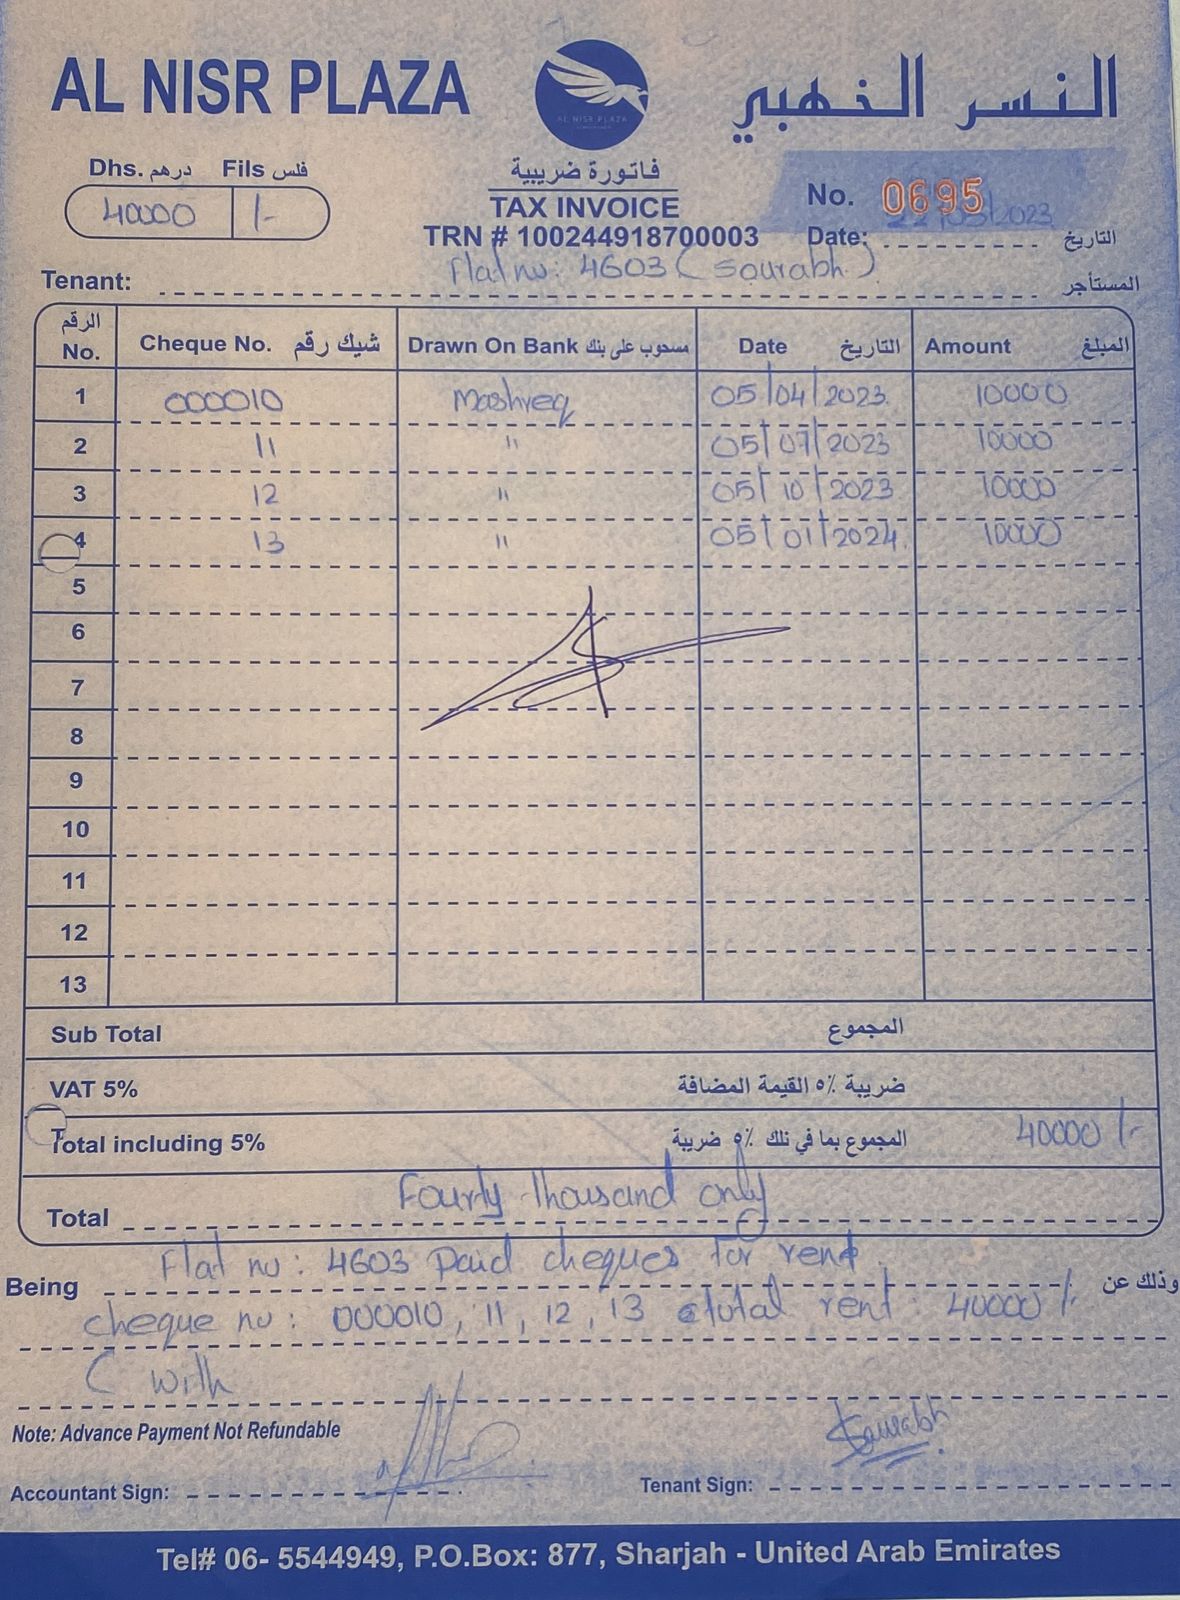 AL NISR PLAZA
النسر الخهبي
AL NISR PLAZA
Dhs. درهم Fils فلس
40000 /-
فاتورة ضريبية
TAX INVOICE
TRN # 100244918700003
No. 0695
Date: 2023 التاريخ
Tenant: Flat no: 4603 (Sourabh) المستأجر
الرقم No. Cheque No. شيك رقم Drawn On Bank مسحوب على بنك Date التاريخ Amount المبلغ
1 000010 Mashreq 05/04/2023 10000
2 11 " 05/07/2023 10000
3 12 " 05/10/2023 10000
4 13 " 05/01/2024. 10000
5
6
7
8
9
10
11
12
13
Sub Total المجموع
VAT 5% ضريبة ٥٪ القيمة المضافة
Total including 5% المجموع بما في ذلك ٥٪ ضريبة 40000/-
Total Fourty thousand only
Being Flat no: 4603 Paid cheques for rent وذلك عن
cheque no: 000010, 11, 12, 13 total rent: 40000/-
( with
Note: Advance Payment Not Refundable
Accountant Sign:
Tenant Sign: Sourabh
Tel# 06- 5544949, P.O.Box: 877, Sharjah - United Arab Emirates